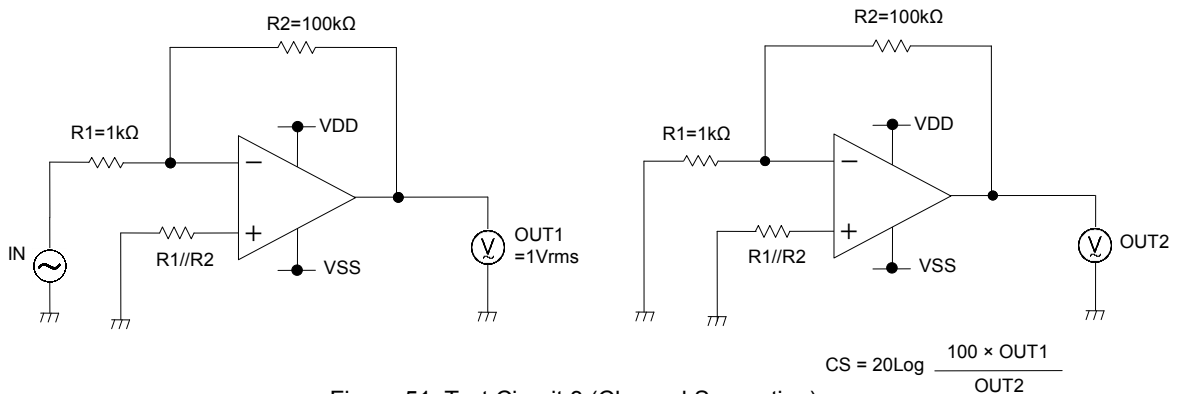 R2=100kΩ
R1=1kΩ
VDD
−
+
IN
R1//R2
VSS
V
OUT1
=1Vrms
R2=100kΩ
R1=1kΩ
VDD
−
+
R1//R2
VSS
V
OUT2
CS = 20Log 100 × OUT1
OUT2